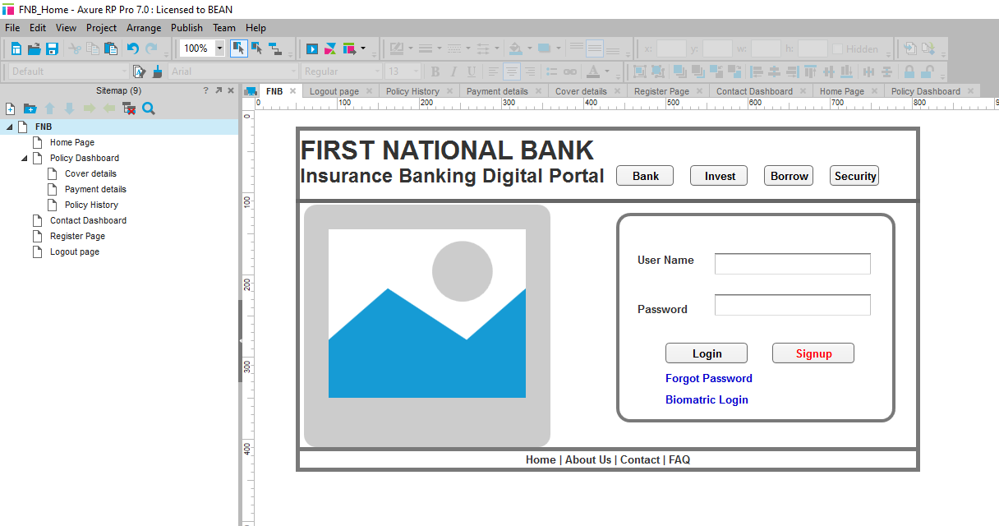 FNB_Home - Axure RP Pro 7.0 : Licensed to BEAN
File Edit View Project Arrange Publish Team Help
100% x: y: w: h: Hidden
Default Arial Regular 13 B I U A
Sitemap (9) ?
FNB Logout page Policy History Payment details Cover details Register Page Contact Dashboard Home Page Policy Dashboard
0 100 200 300 400 500 600 700 800
FNB
Home Page
Policy Dashboard
Cover details
Payment details
Policy History
Contact Dashboard
Register Page
Logout page
0
100
200
300
400
FIRST NATIONAL BANK
Insurance Banking Digital Portal Bank Invest Borrow Security
User Name
Password
Login Signup
Forgot Password
Biomatric Login
Home | About Us | Contact | FAQ